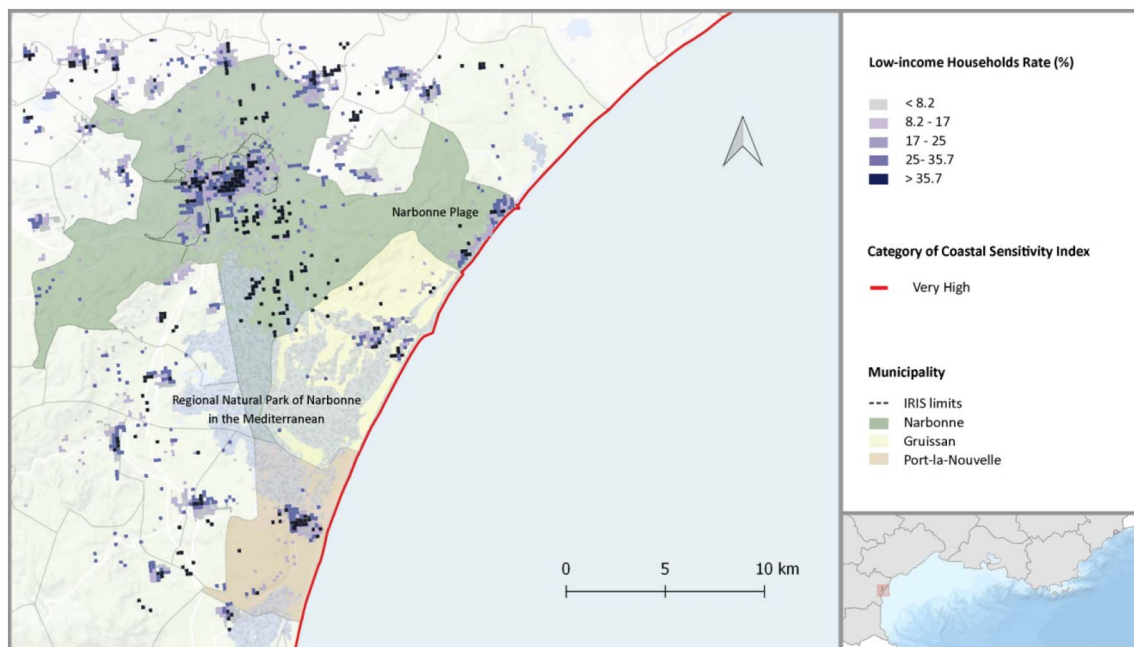 Narbonne Plage
Regional Natural Park of Narbonne
in the Mediterranean
0 5 10 km
Low-income Households Rate (%)
< 8.2
8.2 - 17
17 - 25
25- 35.7
> 35.7
Category of Coastal Sensitivity Index
Very High
Municipality
IRIS limits
Narbonne
Gruissan
Port-la-Nouvelle